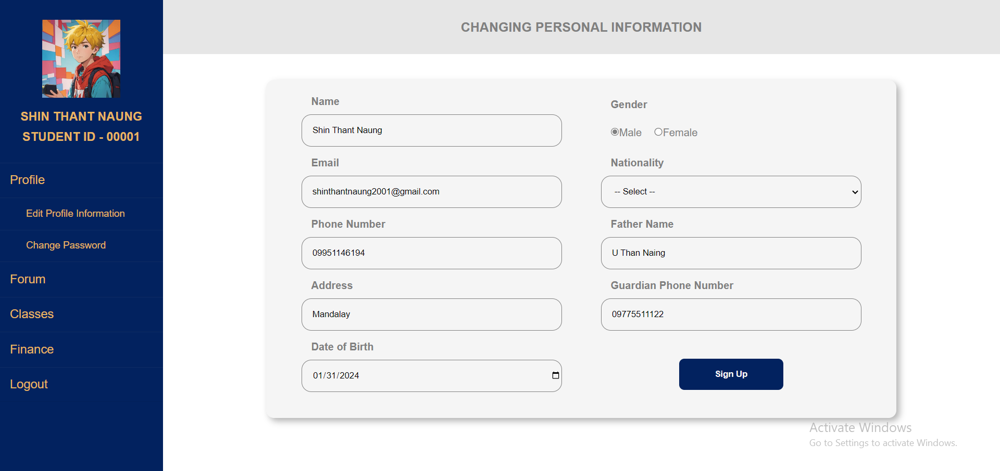 SHIN THANT NAUNG
STUDENT ID - 00001
Profile
Edit Profile Information
Change Password
Forum
Classes
Finance
Logout
CHANGING PERSONAL INFORMATION
Name
Shin Thant Naung
Email
shinthantnaung2001@gmail.com
Phone Number
09951146194
Address
Mandalay
Date of Birth
01/31/2024
Gender
Male Female
Nationality
-- Select --
Father Name
U Than Naing
Guardian Phone Number
09775511122
Sign Up
Activate Windows
Go to Settings to activate Windows.